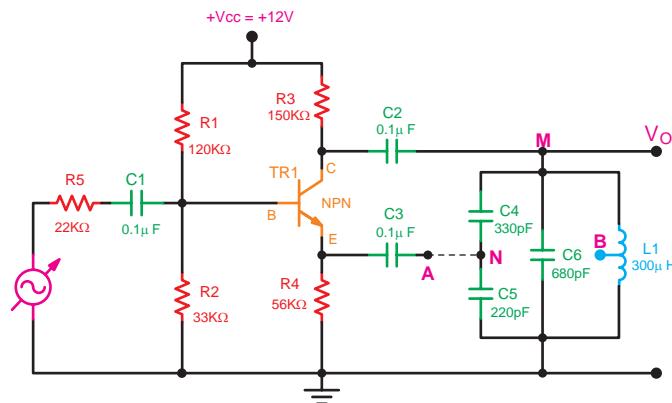 +Vcc = +12V
R3
150KΩ
C2
0.1μ F
R1
120KΩ
M
VO
TR1
C
NPN
B
E
R5
22KΩ
C1
0.1μ F
C3
0.1μ F
A
N
C4
330pF
C5
220pF
C6
680pF
B
L1
300μ H
R2
33KΩ
R4
56KΩ